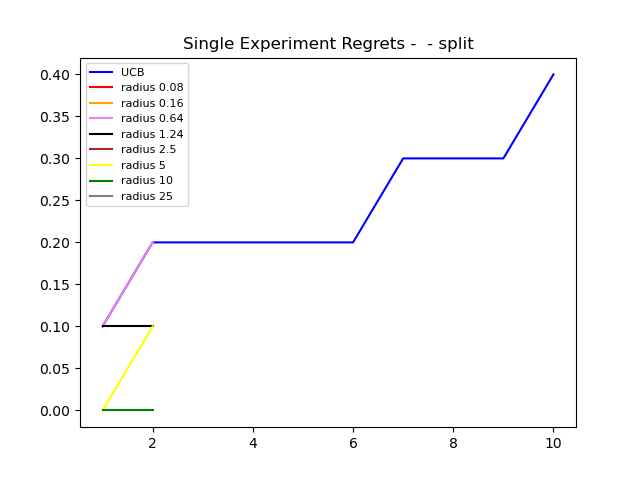 Single Experiment Regrets -  - split
0.40
0.35
0.30
0.25
0.20
0.15
0.10
0.05
0.00
UCB
radius 0.08
radius 0.16
radius 0.64
radius 1.24
radius 2.5
radius 5
radius 10
radius 25
2 4 6 8 10